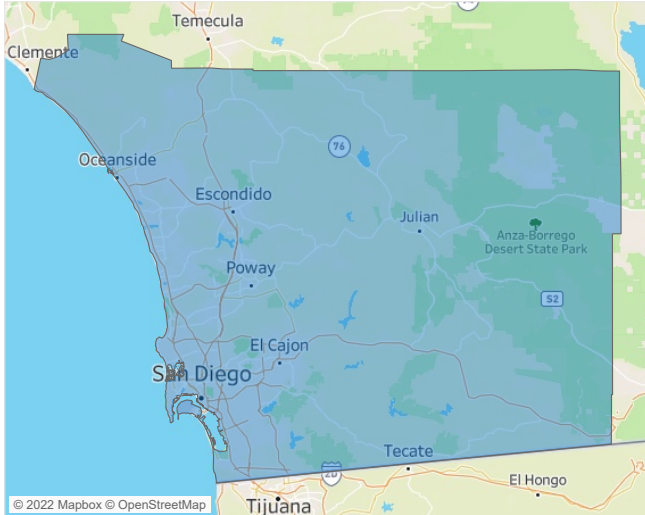 Temecula
Clemente
76
Oceanside
Escondido
Julian
Anza-Borrego
Desert State Park
Poway
S2
El Cajon
San Diego
Tecate
2D
El Hongo
© 2022 Mapbox © OpenStreetMap
Tijuana